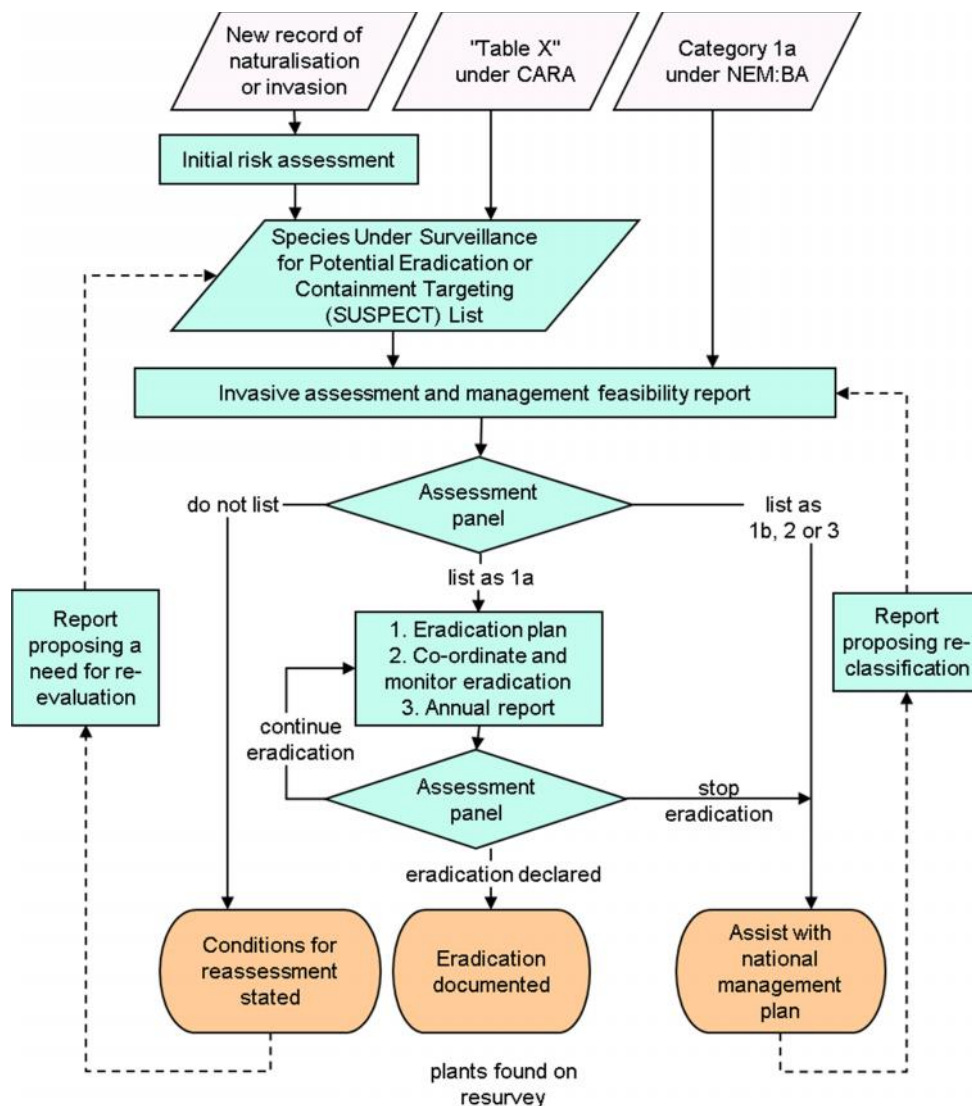 New record of
naturalisation
or invasion
"Table X"
under CARA
Category 1a
under NEM:BA
Initial risk assessment
Species Under Surveillance
for Potential Eradication or
Containment Targeting
(SUSPECT) List
Invasive assessment and management feasibility report
Assessment
panel
do not list
list as
1b, 2 or 3
list as 1a
Report
proposing a
need for re-
evaluation
1. Eradication plan
2. Co-ordinate and
monitor eradication
3. Annual report
Report
proposing re-
classification
continue
eradication
Assessment
panel
stop
eradication
eradication declared
Conditions for
reassessment
stated
Eradication
documented
Assist with
national
management
plan
plants found on
resurvey